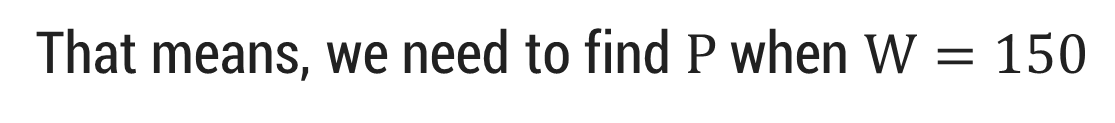 That means, we need to find P when W = 150